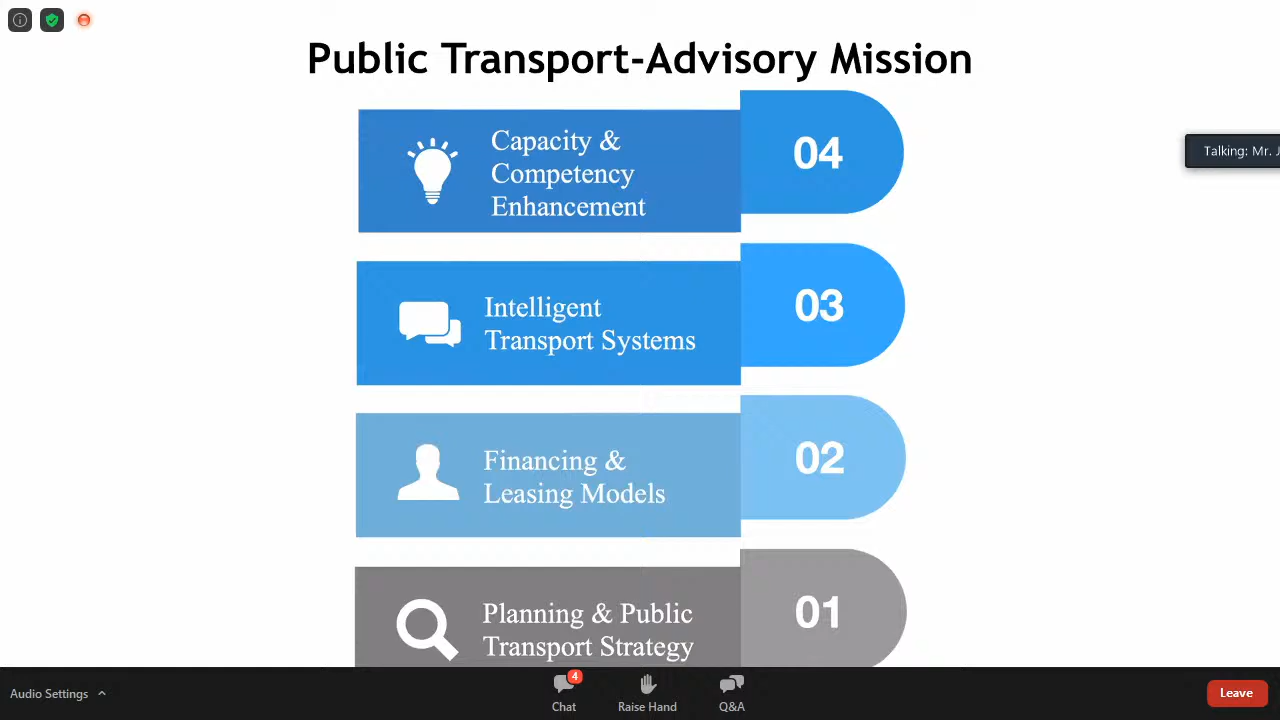 Public Transport-Advisory Mission
Capacity &
Competency
Enhancement
04
Talking: Mr. J
Intelligent
Transport Systems
03
Financing &
Leasing Models
02
Planning & Public
Transport Strategy
01
Audio Settings
4
Chat
Raise Hand
Q&A
Leave